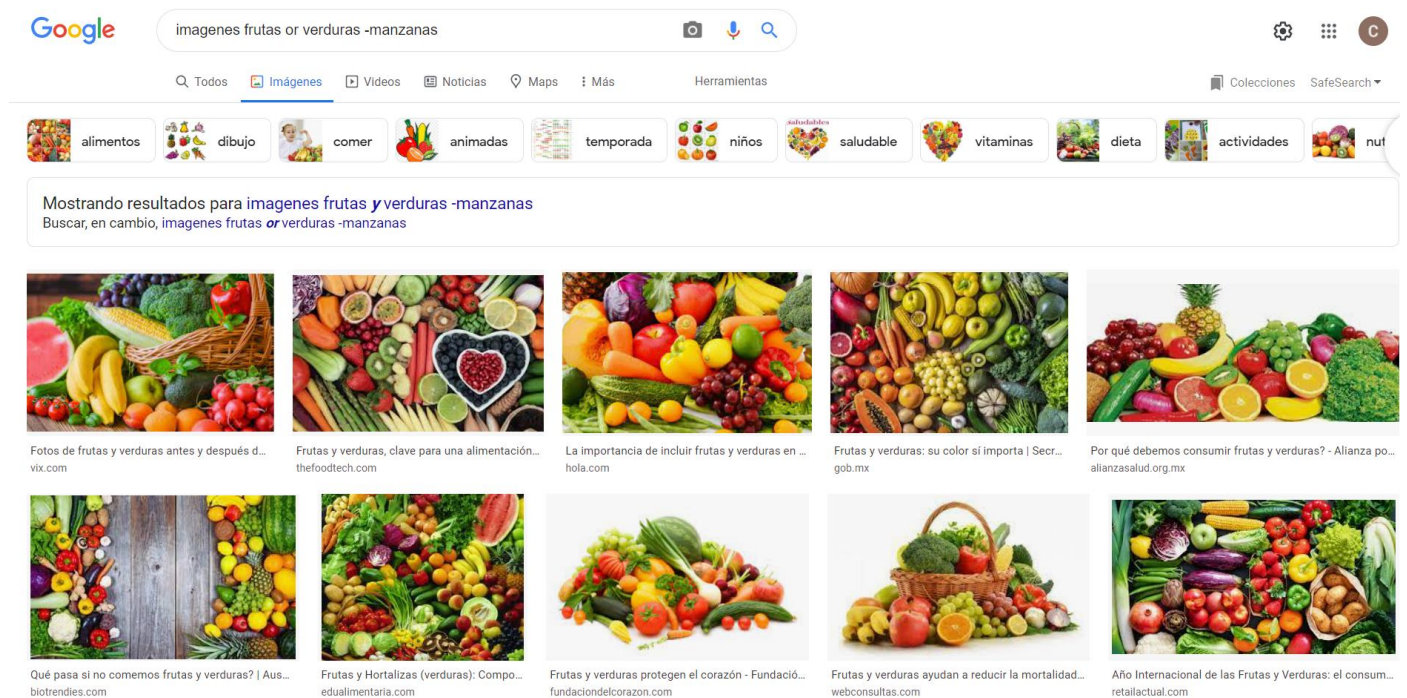 Google
imagenes frutas or verduras -manzanas
C
Todos Imágenes Videos Noticias Maps Más Herramientas Colecciones SafeSearch
alimentos dibujo comer animadas temporada niños saludable vitaminas dieta actividades nut
saludables
Mostrando resultados para imagenes frutas y verduras -manzanas
Buscar, en cambio, imagenes frutas or verduras -manzanas
Fotos de frutas y verduras antes y después d... Frutas y verduras, clave para una alimentación... La importancia de incluir frutas y verduras en ... Frutas y verduras: su color sí importa | Secr... Por qué debemos consumir frutas y verduras? - Alianza po...
vix.com thefoodtech.com hola.com gob.mx alianzasalud.org.mx
Qué pasa si no comemos frutas y verduras? | Aus... Frutas y Hortalizas (verduras): Compo... Frutas y verduras protegen el corazón - Fundació... Frutas y verduras ayudan a reducir la mortalidad... Año Internacional de las Frutas y Verduras: el consum...
biotrendies.com edualimentaria.com fundaciondelcorazon.com webconsultas.com retailactual.com